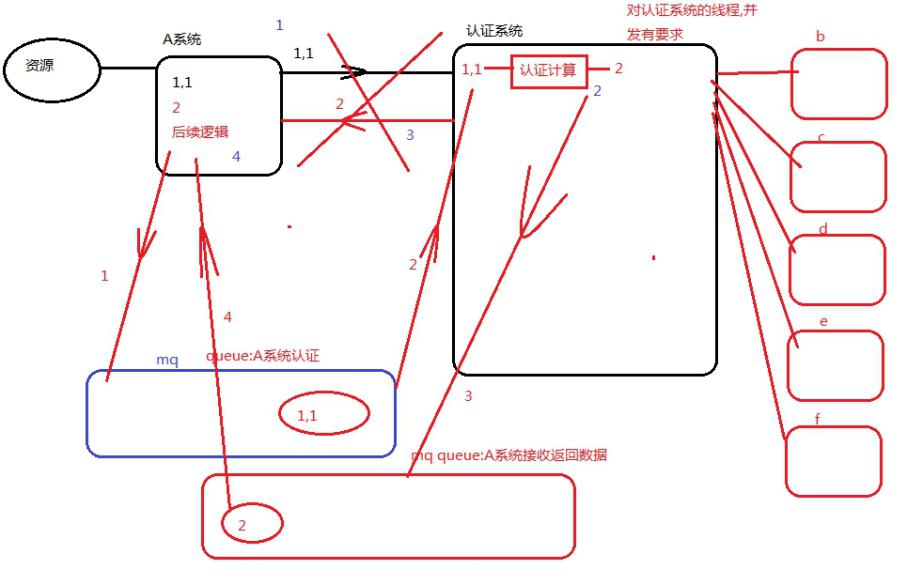 对认证系统的线程,并
发有要求
1
A系统
认证系统
b
资源
1,1
1,1
1,1
认证计算
2
2
2
2
后续逻辑
3
4
c
d
1
2
4
e
mq
queue:A系统认证
3
1,1
f
mq queue:A系统接收返回数据
2